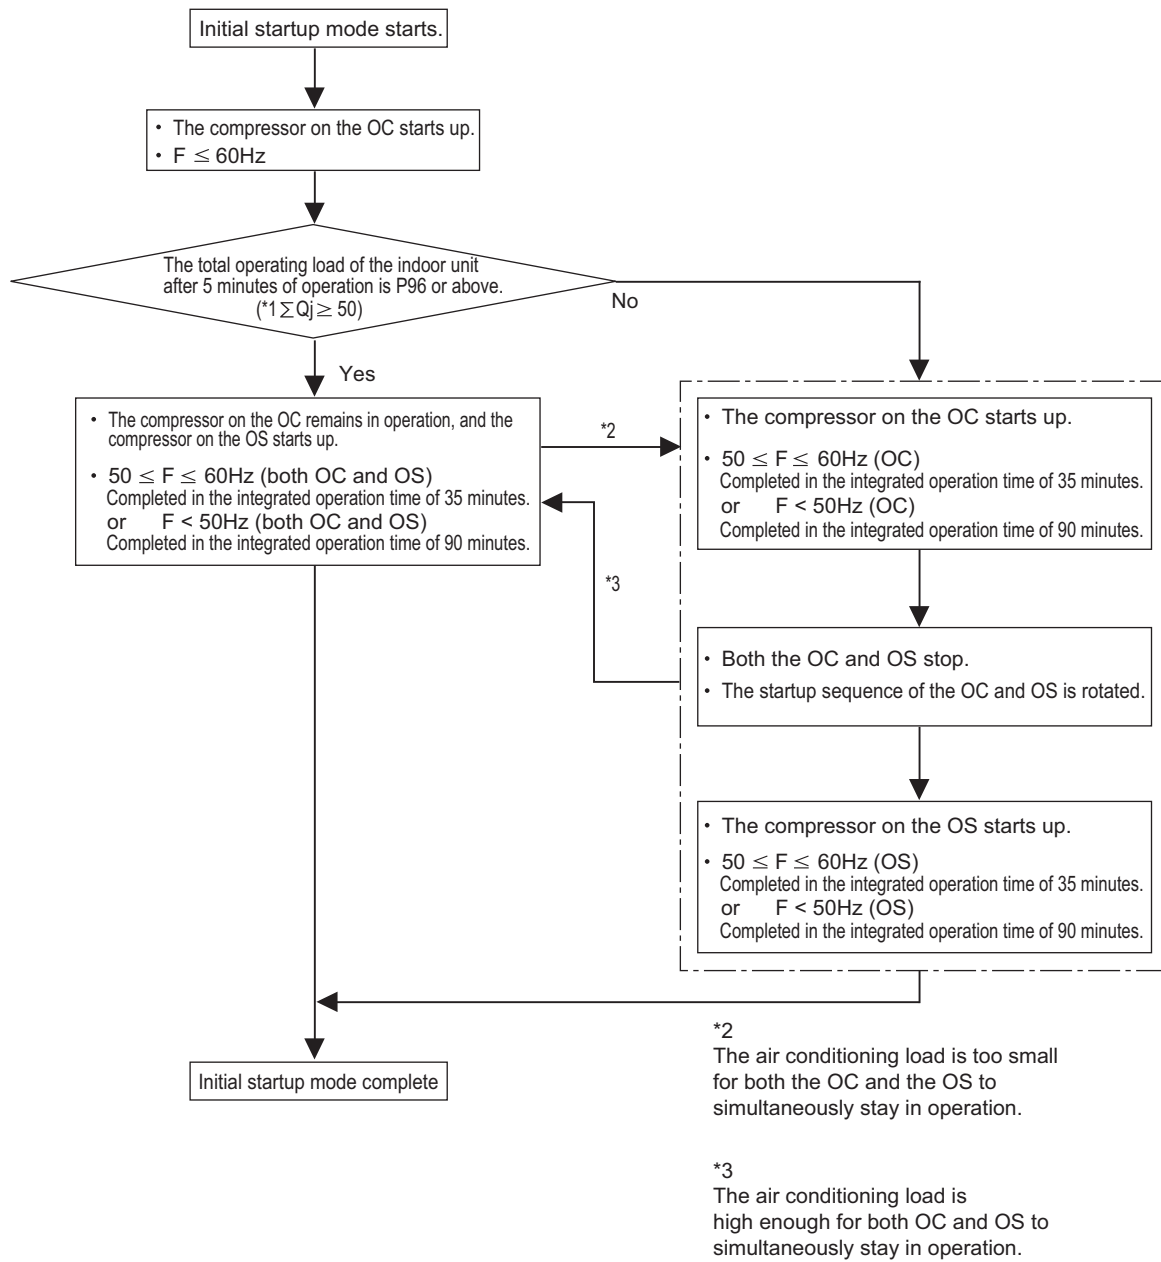 Initial startup mode starts.
• The compressor on the OC starts up.
• F ≤ 60Hz
The total operating load of the indoor unit
after 5 minutes of operation is P96 or above.
(*1∑Qj ≥ 50)
No
Yes
• The compressor on the OC remains in operation, and the
compressor on the OS starts up.
• 50 ≤ F ≤ 60Hz (both OC and OS)
Completed in the integrated operation time of 35 minutes.
or F < 50Hz (both OC and OS)
Completed in the integrated operation time of 90 minutes.
*2
*3
• The compressor on the OC starts up.
• 50 ≤ F ≤ 60Hz (OC)
Completed in the integrated operation time of 35 minutes.
or F < 50Hz (OC)
Completed in the integrated operation time of 90 minutes.
• Both the OC and OS stop.
• The startup sequence of the OC and OS is rotated.
• The compressor on the OS starts up.
• 50 ≤ F ≤ 60Hz (OS)
Completed in the integrated operation time of 35 minutes.
or F < 50Hz (OS)
Completed in the integrated operation time of 90 minutes.
Initial startup mode complete
*2
The air conditioning load is too small
for both the OC and the OS to
simultaneously stay in operation.
*3
The air conditioning load is
high enough for both OC and OS to
simultaneously stay in operation.